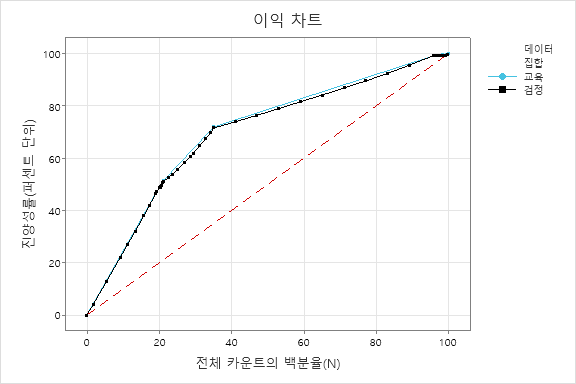 이익 차트
데이터
집합
교육
검정
진양성률(퍼센트 단위)
100
80
60
40
20
0
0
20
40
60
80
100
전체 카운트의 백분율(N)